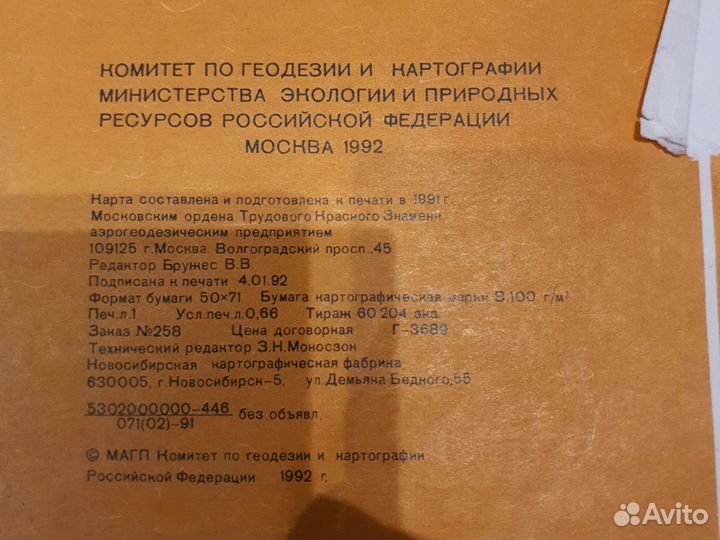 КОМИТЕТ ПО ГЕОДЕЗИИ И КАРТОГРАФИИ
МИНИСТЕРСТВА ЭКОЛОГИИ И ПРИРОДНЫХ
РЕСУРСОВ РОССИЙСКОЙ ФЕДЕРАЦИИ
МОСКВА 1992
Карта составлена и подготовлена к печати в 1991 г.
Московским ордена Трудового Красного Знамени
аэрогеодезическим предприятием
109125 г.Москва. Волгоградский просп.,45
Редактор Бружес В.В.
Подписана к печати 4.01.92
Формат бумаги 50×71 Бумага картографическая марки В.100 г/м²
Печ.л.1 Усл.печ.л.0,66 Тираж 60 204 экз
Заказ №258 Цена договорная Г-3689
Технический редактор З.Н.Моносзон
Новосибирская картографическая фабрика
630005, г.Новосибирск-5, ул.Демьяна Бедного,55
5302000000-446
071(02)-91 без объявл.
© МАГП Комитет по геодезии и картографии
Российской Федерации 1992 г.
Avito